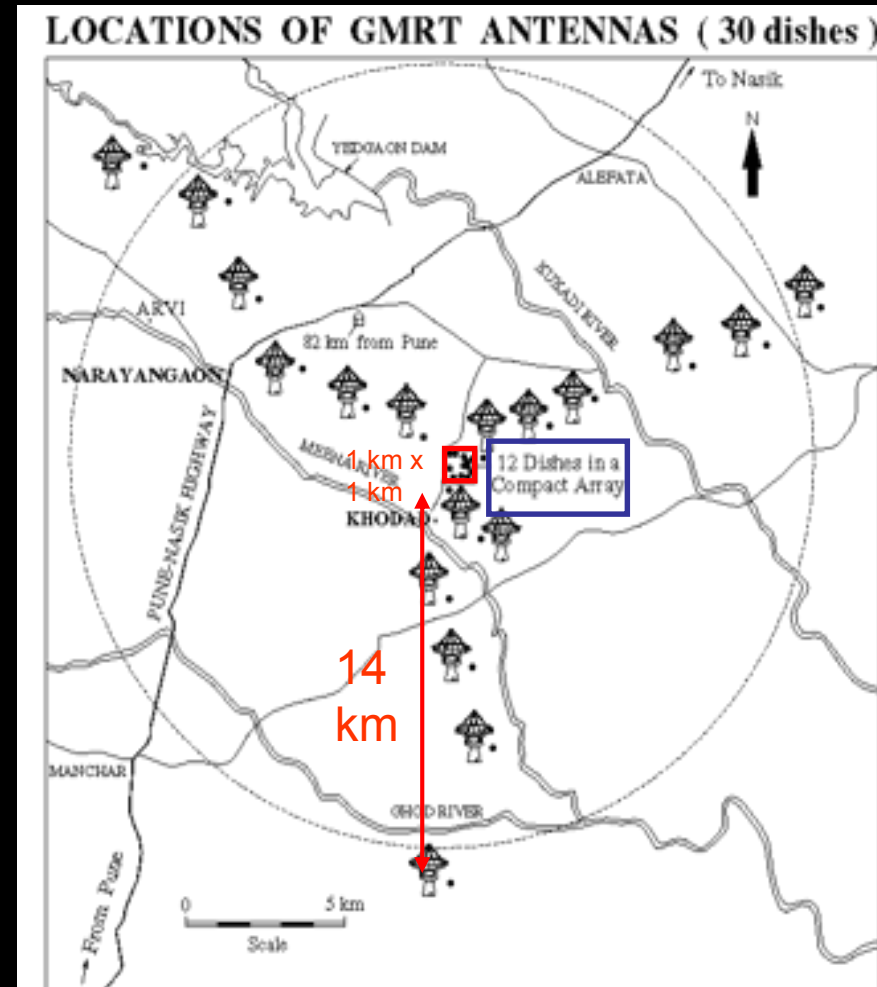 LOCATIONS OF GMRT ANTENNAS ( 30 dishes )
To Nasik
N
YEDGAON DAM
ALEFATA
KUKADI RIVER
ARVI
82 km from Pune
NARAYANGAON
PUNE-NASIK HIGHWAY
MEENA RIVER
1 km x
1 km
12 Dishes in a
Compact Array
KHODAD
14
km
MANCHAR
GHOD RIVER
From Pune
0 5 km
Scale